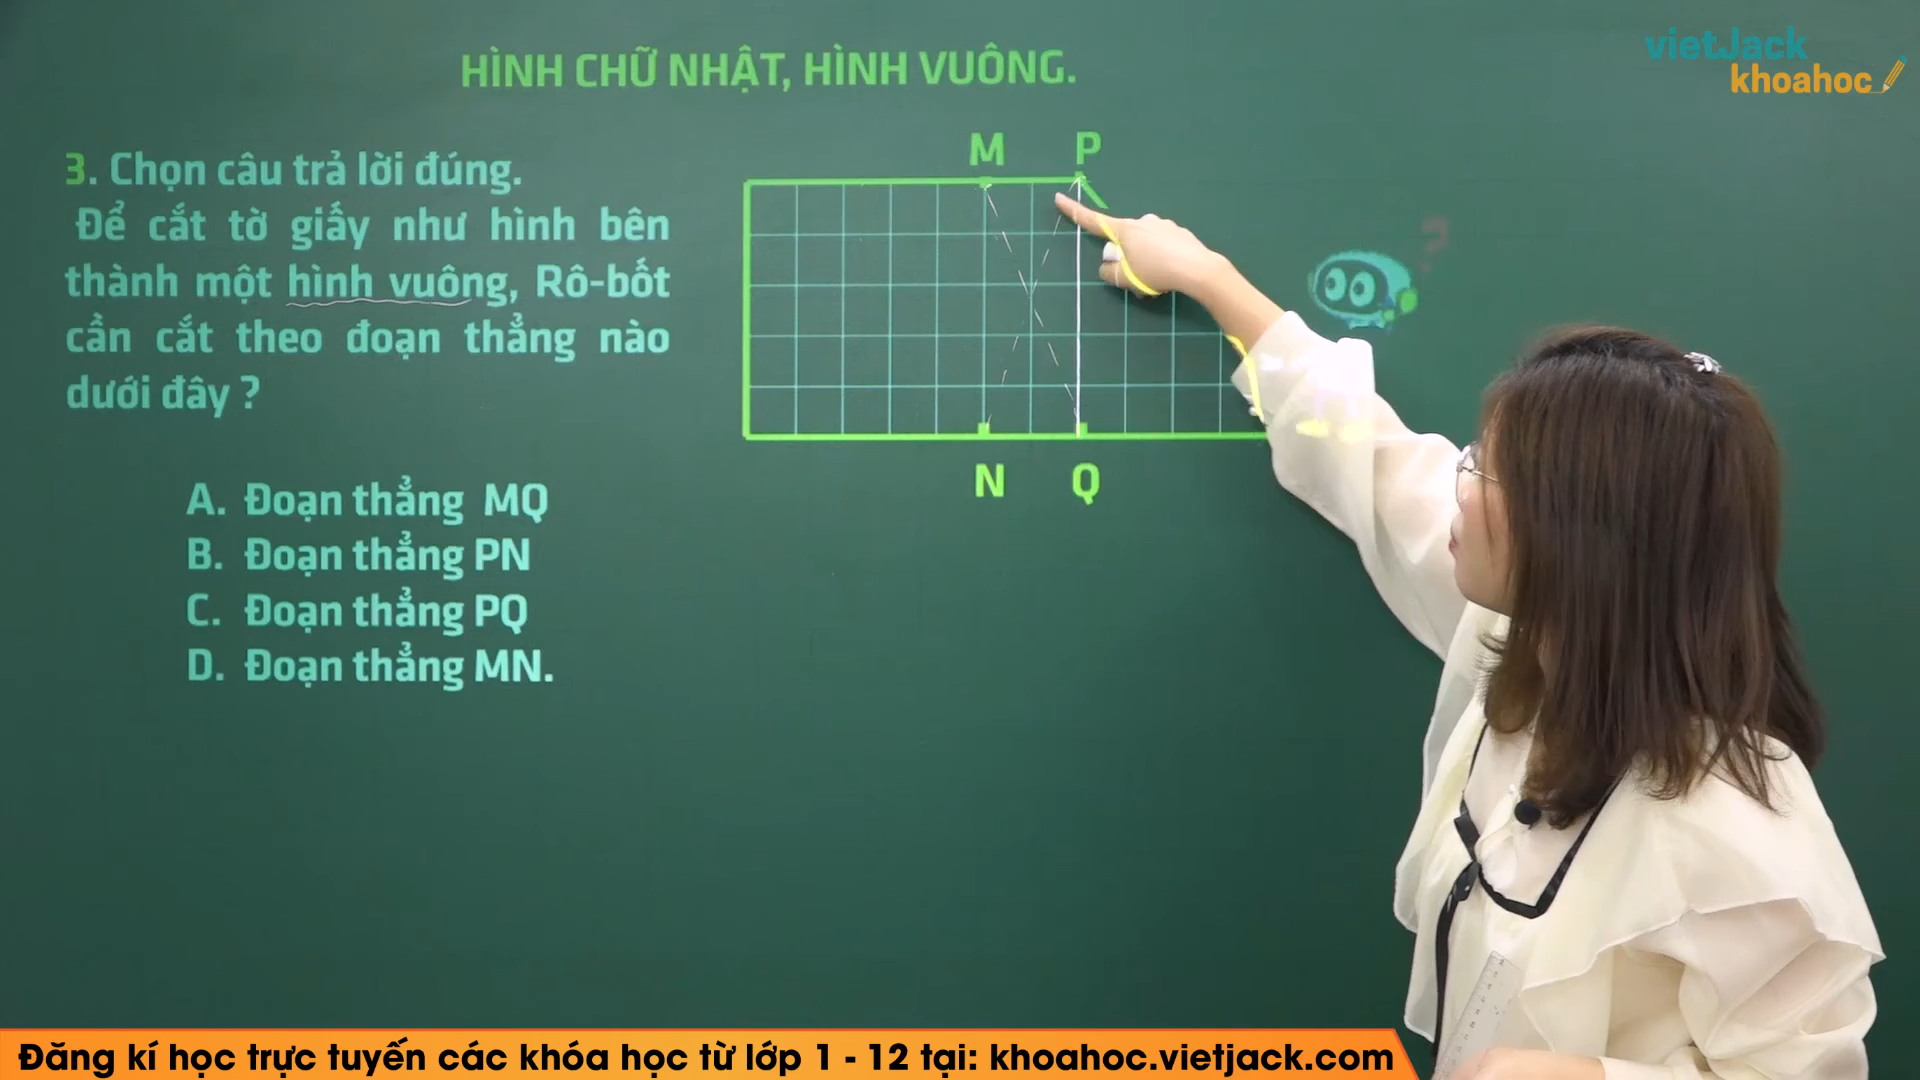 vietJack
khoahoc
HÌNH CHỮ NHẬT, HÌNH VUÔNG.
3. Chọn câu trả lời đúng.
Để cắt tờ giấy như hình bên
thành một hình vuông, Rô-bốt
cần cắt theo đoạn thẳng nào
dưới đây ?
A. Đoạn thẳng MQ
B. Đoạn thẳng PN
C. Đoạn thẳng PQ
D. Đoạn thẳng MN.
M P
N Q
?
Đăng kí học trực tuyến các khóa học từ lớp 1 - 12 tại: khoahoc.vietjack.com